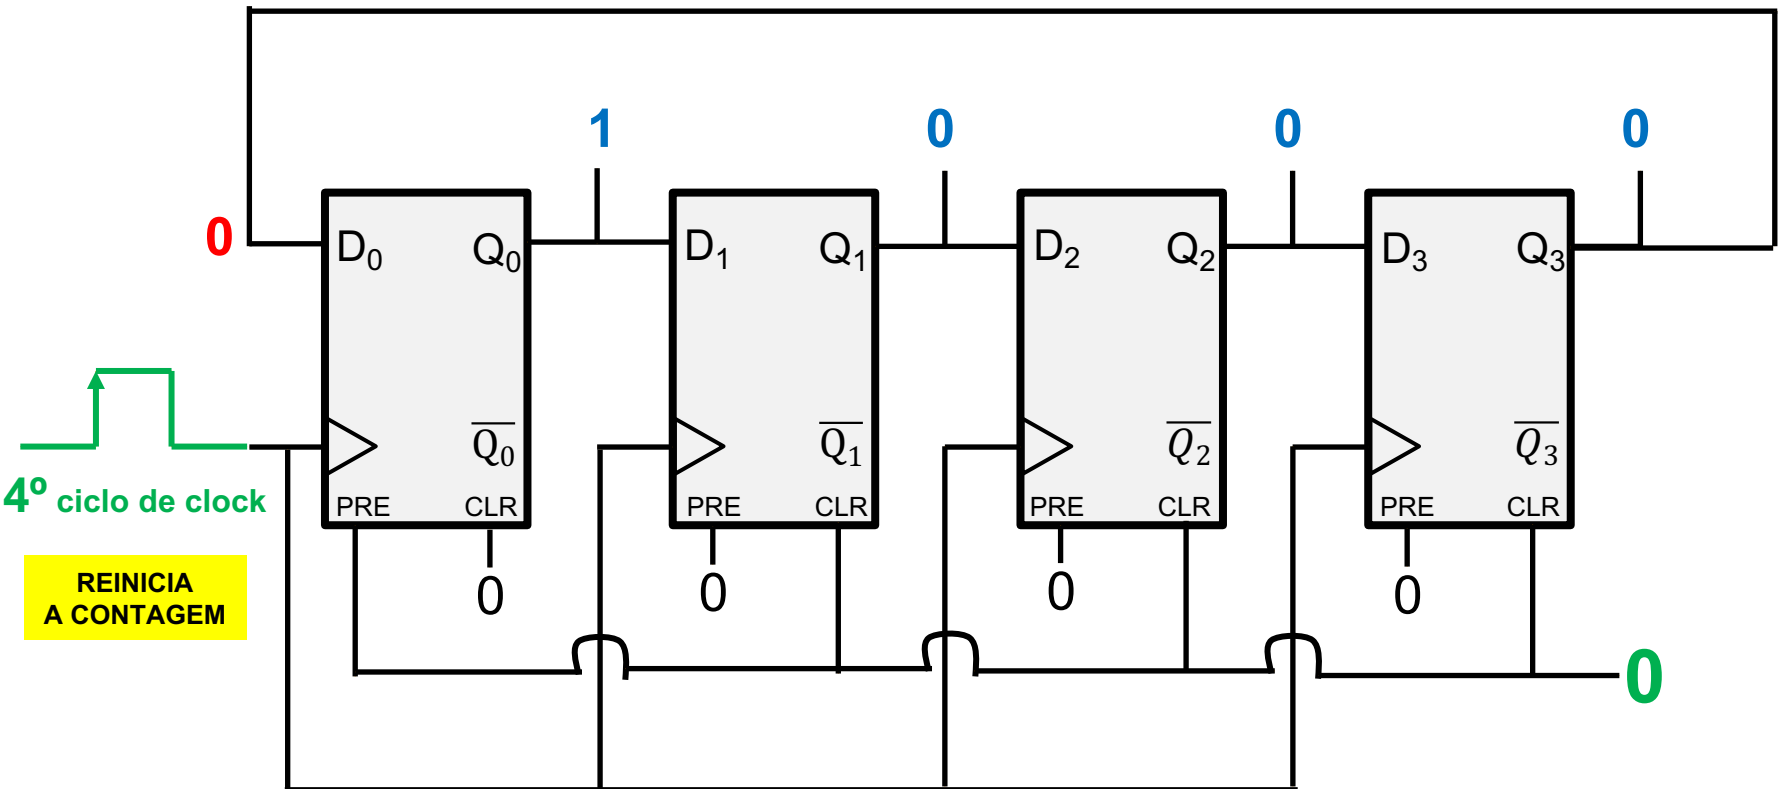 1 0 0 0
0 D₀ Q₀ D₁ Q₁ D₂ Q₂ D₃ Q₃
Q̅₀ Q̅₁ Q̅₂ Q̅₃
4º ciclo de clock
PRE CLR PRE CLR PRE CLR PRE CLR
0 0 0 0
REINICIA
A CONTAGEM
0